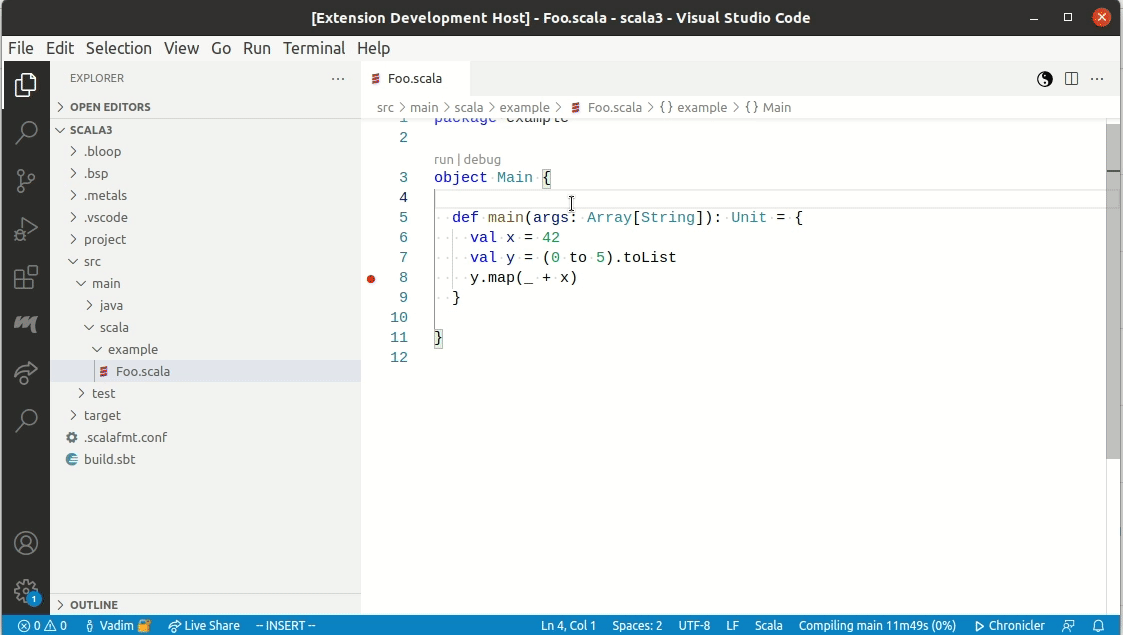 [Extension Development Host] - Foo.scala - scala3 - Visual Studio Code
File Edit Selection View Go Run Terminal Help
EXPLORER
OPEN EDITORS
SCALA3
.bloop
.bsp
.metals
.vscode
project
src
main
java
scala
example
Foo.scala
test
target
.scalafmt.conf
build.sbt
OUTLINE
Foo.scala
src > main > scala > example > Foo.scala > {} example > {} Main
1 package example
2
run | debug
3 object Main {
4
5 def main(args: Array[String]): Unit = {
6 val x = 42
7 val y = (0 to 5).toList
8 y.map(_ + x)
9 }
10
11 }
12
1
0 0 Vadim Live Share -- INSERT -- Ln 4, Col 1 Spaces: 2 UTF-8 LF Scala Compiling main 11m49s (0%) Chronicler